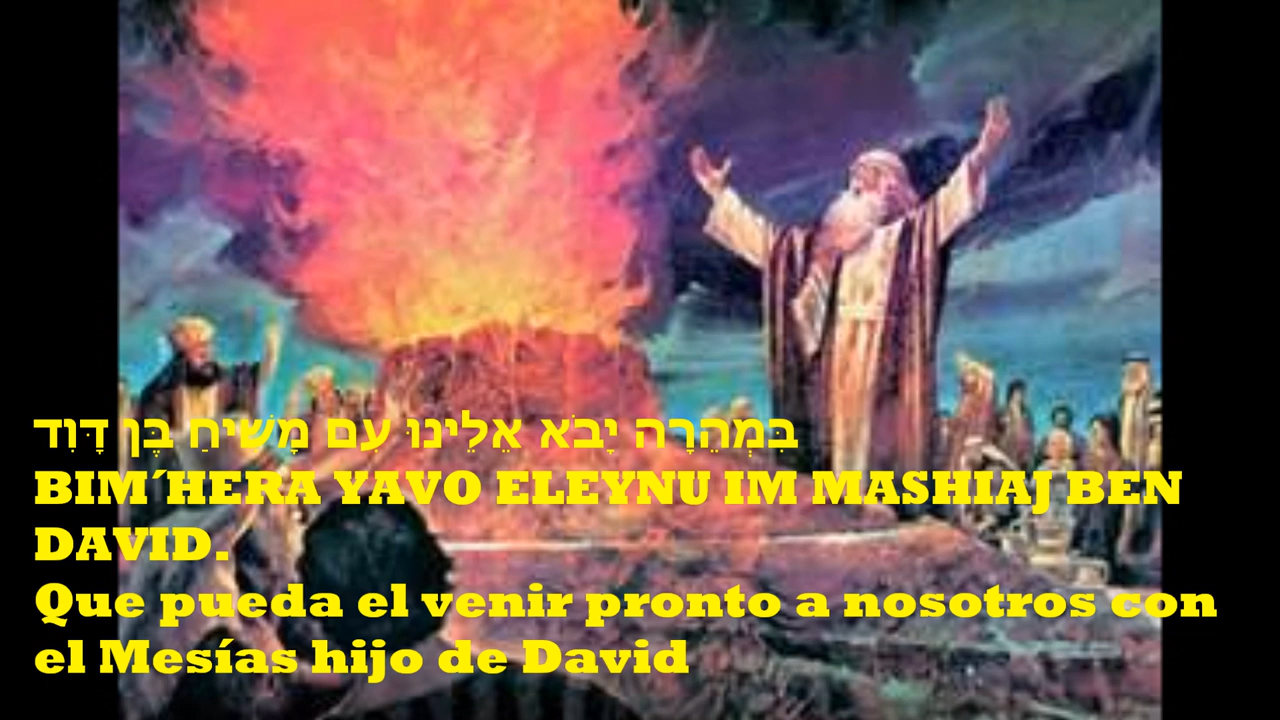 בִּמְהֵרָה יָבֹא אֵלֵינוּ עִם מָשִׁיחַ בֶּן דָּוִד
BIM´HERA YAVO ELEYNU IM MASHIAJ BEN
DAVID.
Que pueda el venir pronto a nosotros con
el Mesías hijo de David